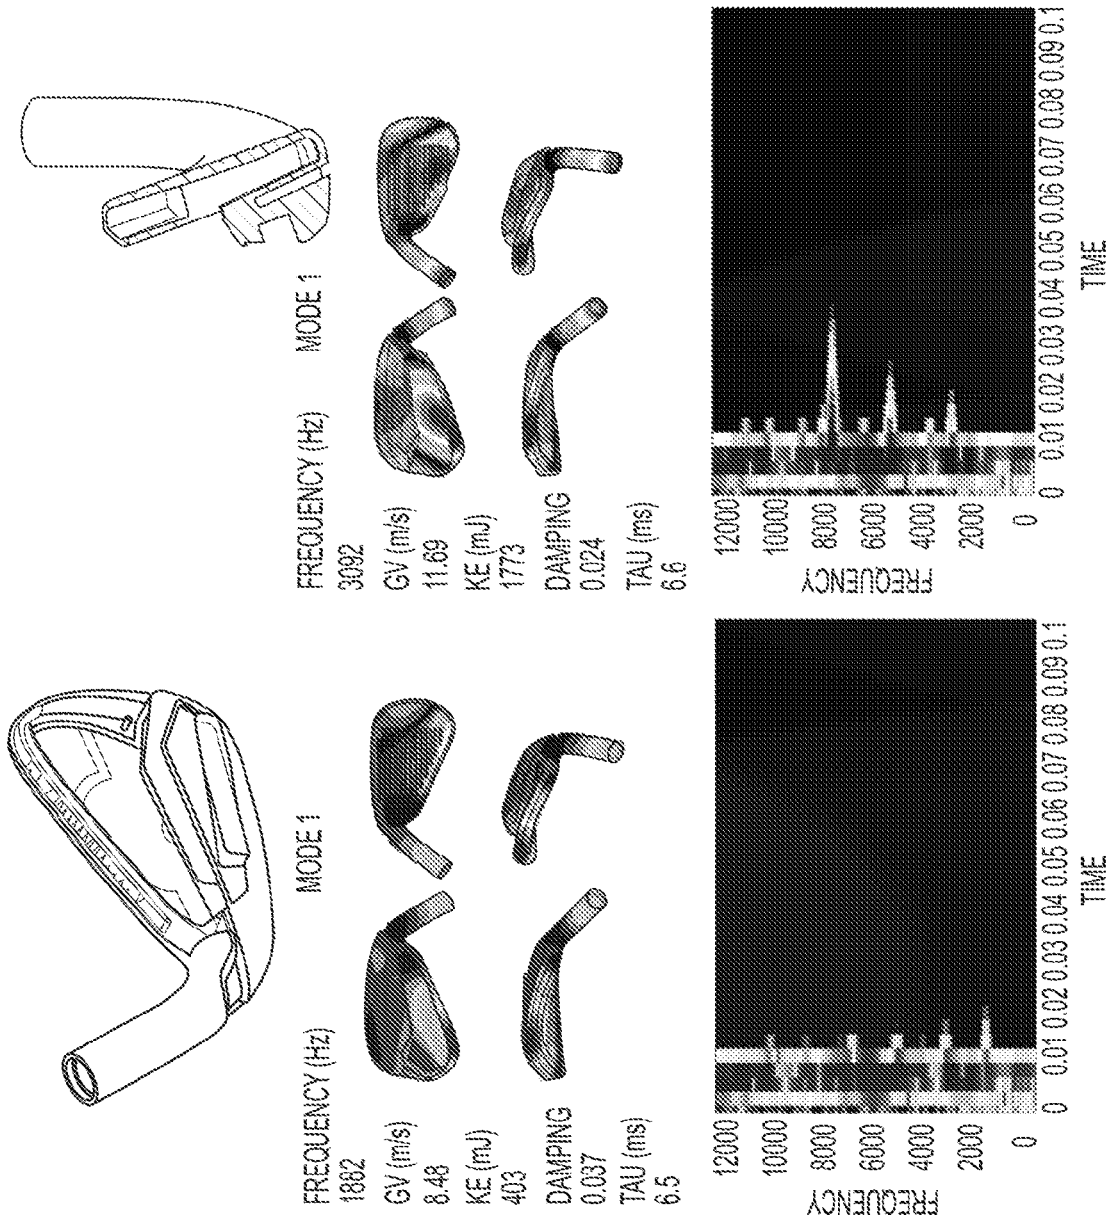 FREQUENCY (Hz) MODE 1
1882
GV (m/s)
8.48
KE (mJ)
403
DAMPING
0.037
TAU (ms)
6.5
12000
10000
8000
6000
4000
2000
0
FREQUENCY
0 0.01 0.02 0.03 0.04 0.05 0.06 0.07 0.08 0.09 0.1
TIME
FREQUENCY (Hz) MODE 1
3092
GV (m/s)
11.69
KE (mJ)
1773
DAMPING
0.024
TAU (ms)
6.6
12000
10000
8000
6000
4000
2000
0
FREQUENCY
0 0.01 0.02 0.03 0.04 0.05 0.06 0.07 0.08 0.09 0.1
TIME